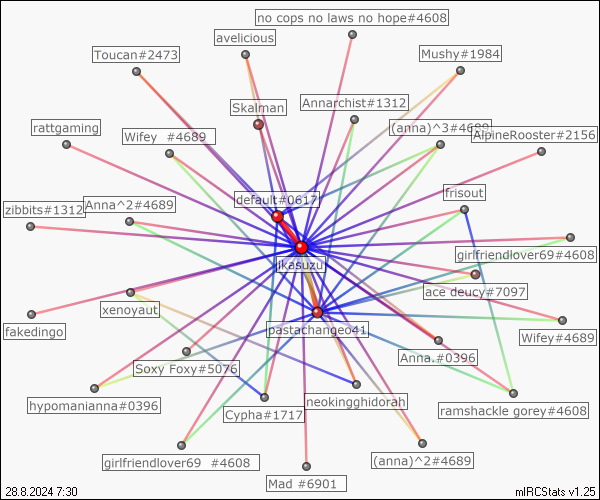 no cops no laws no hope#4608
avelicious
Toucan#2473
Mushy#1984
Skalman
Annarchist#1312
rattgaming
Wifey #4689
(anna)^3#4689
AlpineRooster#2156
default#0617
frisout
zibbits#1312
Anna^2#4689
girlfriendlover69#4608
jkasuzu
ace deucy#7097
xenoyaut
fakedingo
pastachangeo41
Wifey#4689
Anna.#0396
Soxy Foxy#5076
hypomanianna#0396
Cypha#1717
neokingghidorah
ramshackle gorey#4608
girlfriendlover69 #4608
(anna)^2#4689
Mad #6901
28.8.2024 7:30
mIRCStats v1.25